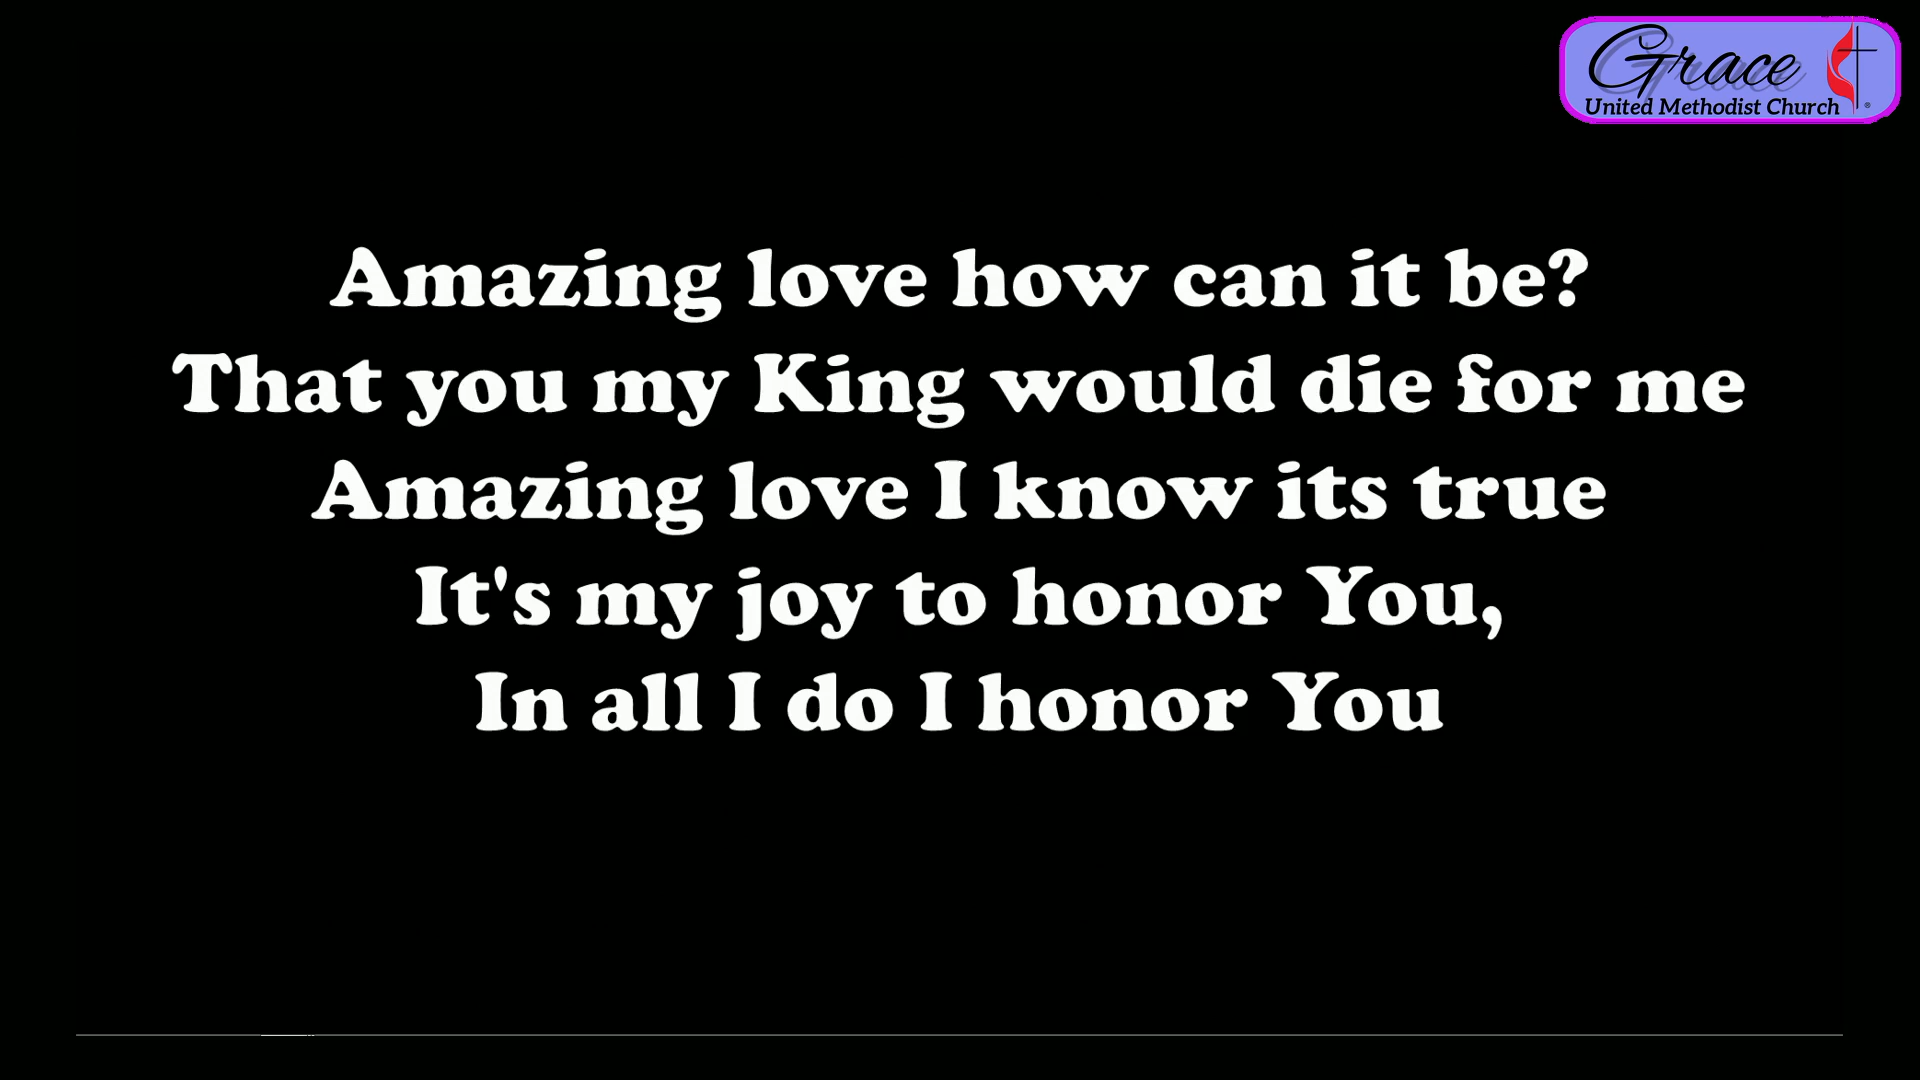 Grace
United Methodist Church ®
Amazing love how can it be?
That you my King would die for me
Amazing love I know its true
It's my joy to honor You,
In all I do I honor You